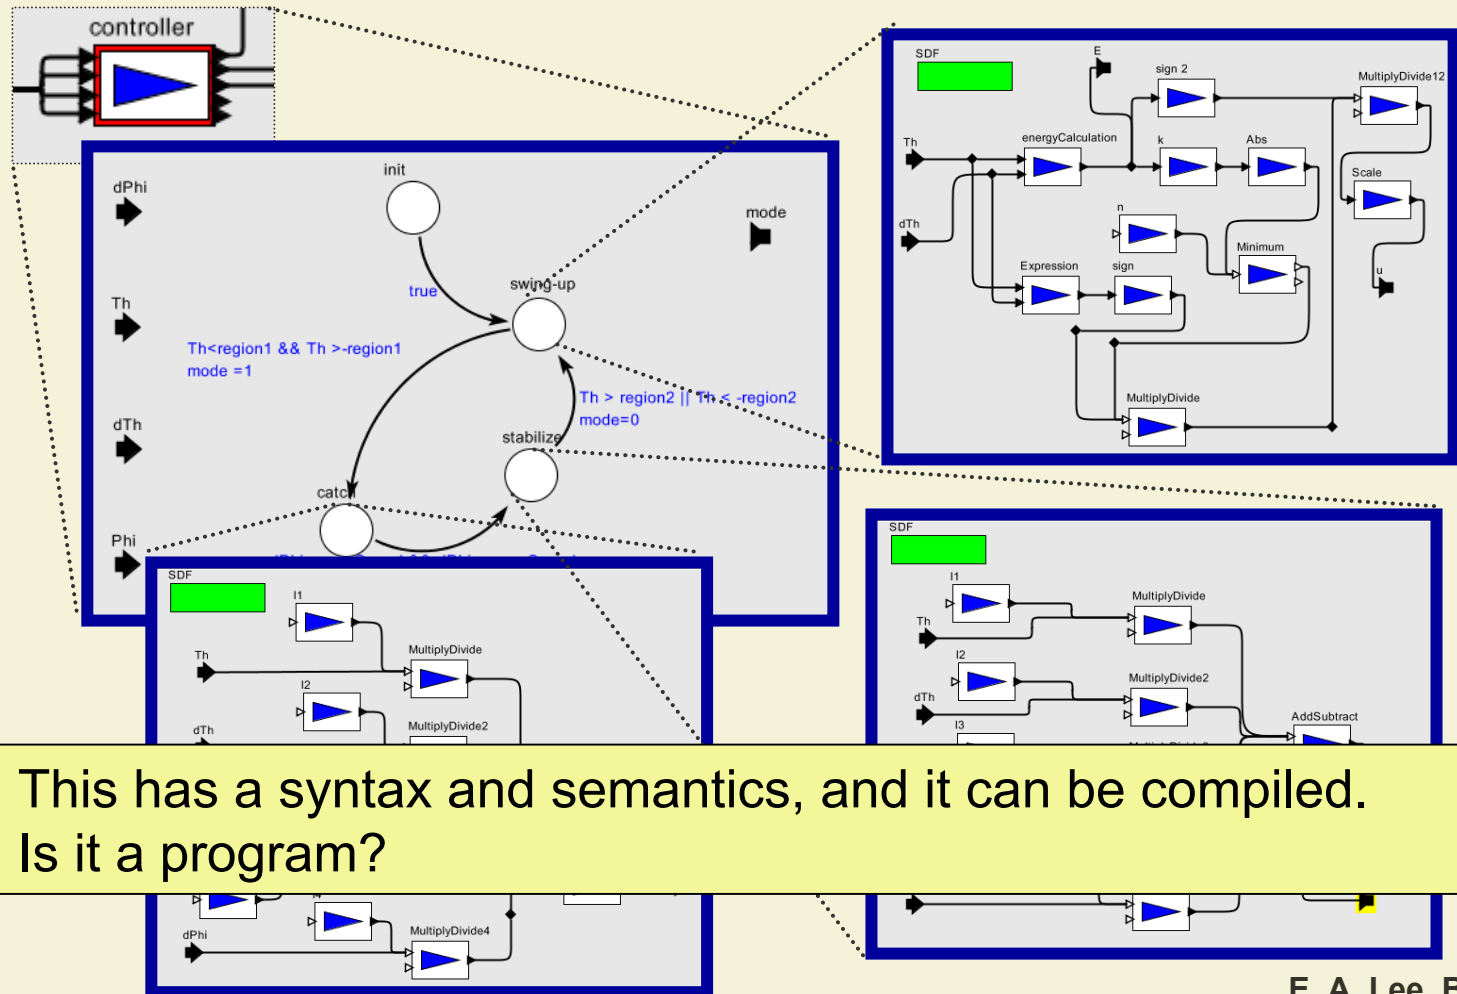 controller
dPhi
init
mode
Th
true
swing-up
Th<region1 && Th >-region1
mode =1
Th > region2 || Th < -region2
mode=0
dTh
stabilize
catch
Phi
SDF
E
sign 2
MultiplyDivide12
Th
energyCalculation
k
Abs
Scale
n
dTh
Minimum
Expression
sign
u
MultiplyDivide
SDF
I1
Th
MultiplyDivide
I2
dTh
MultiplyDivide2
SDF
I1
Th
MultiplyDivide
I2
dTh
MultiplyDivide2
I3
AddSubtract
This has a syntax and semantics, and it can be compiled.
Is it a program?
dPhi
MultiplyDivide4
E. A. Lee, B